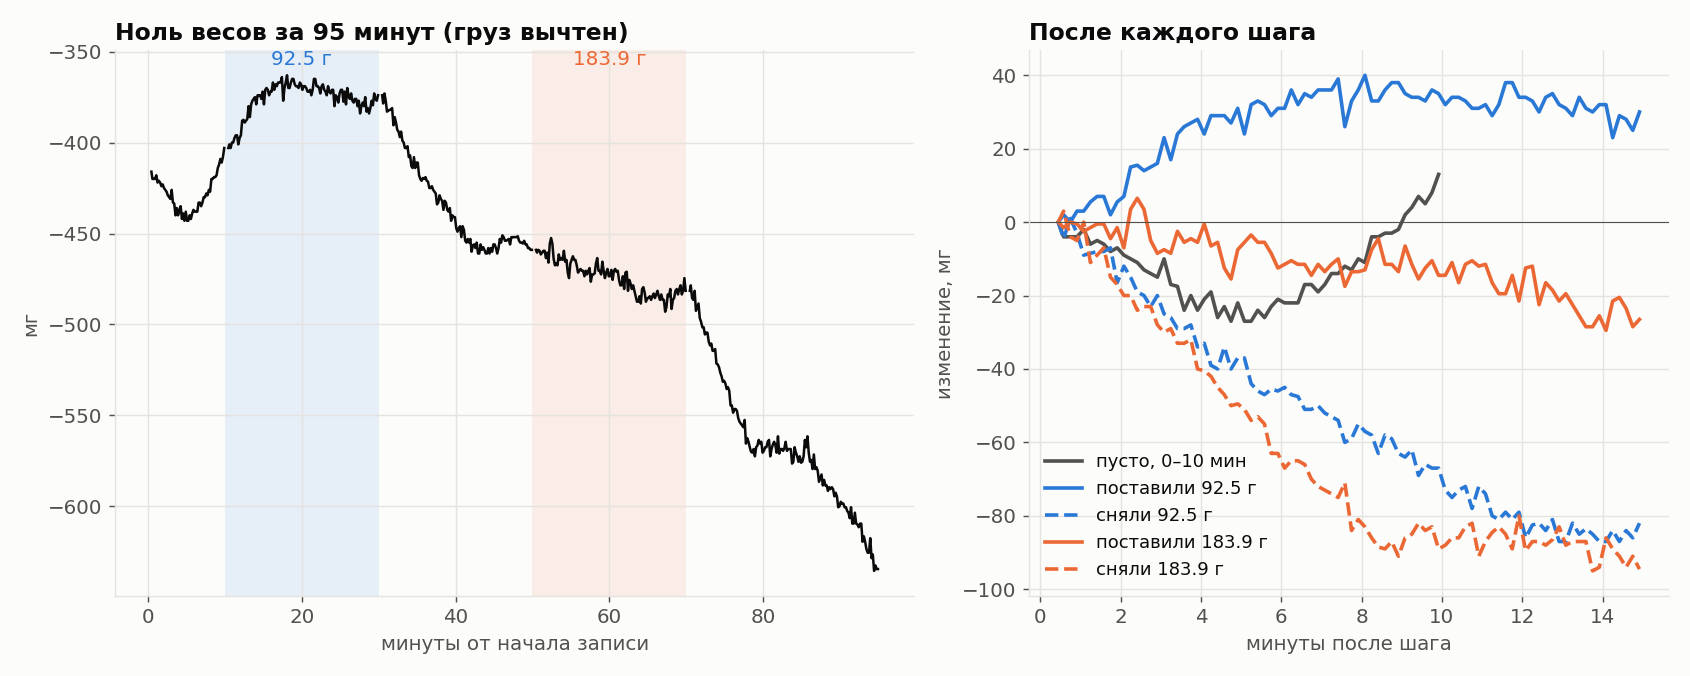 Ноль весов за 95 минут (груз вычтен)
92.5 г
183.9 г
−350
−400
−450
−500
−550
−600
мг
0
20
40
60
80
минуты от начала записи
После каждого шага
40
20
0
−20
−40
−60
−80
−100
изменение, мг
пусто, 0–10 мин
поставили 92.5 г
сняли 92.5 г
поставили 183.9 г
сняли 183.9 г
0
2
4
6
8
10
12
14
минуты после шага